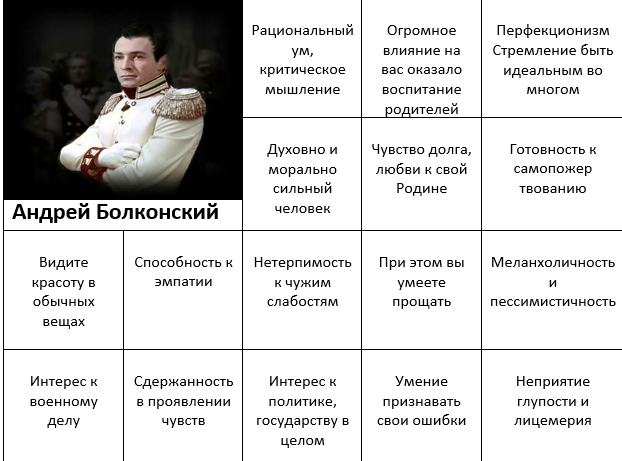 Рациональный
ум,
критическое
мышление
Огромное
влияние на
вас оказало
воспитание
родителей
Перфекционизм
Стремление быть
идеальным во
многом
Духовно и
морально
сильный
человек
Чувство долга,
любви к свой
Родине
Готовность к
самопожер
твованию
Андрей Болконский
Видите
красоту в
обычных
вещах
Способность к
эмпатии
Нетерпимость
к чужим
слабостям
При этом вы
умеете
прощать
Меланхоличность
и
пессимистичность
Интерес к
военному
делу
Сдержанность
в проявлении
чувств
Интерес к
политике,
государству в
целом
Умение
признавать
свои ошибки
Неприятие
глупости и
лицемерия